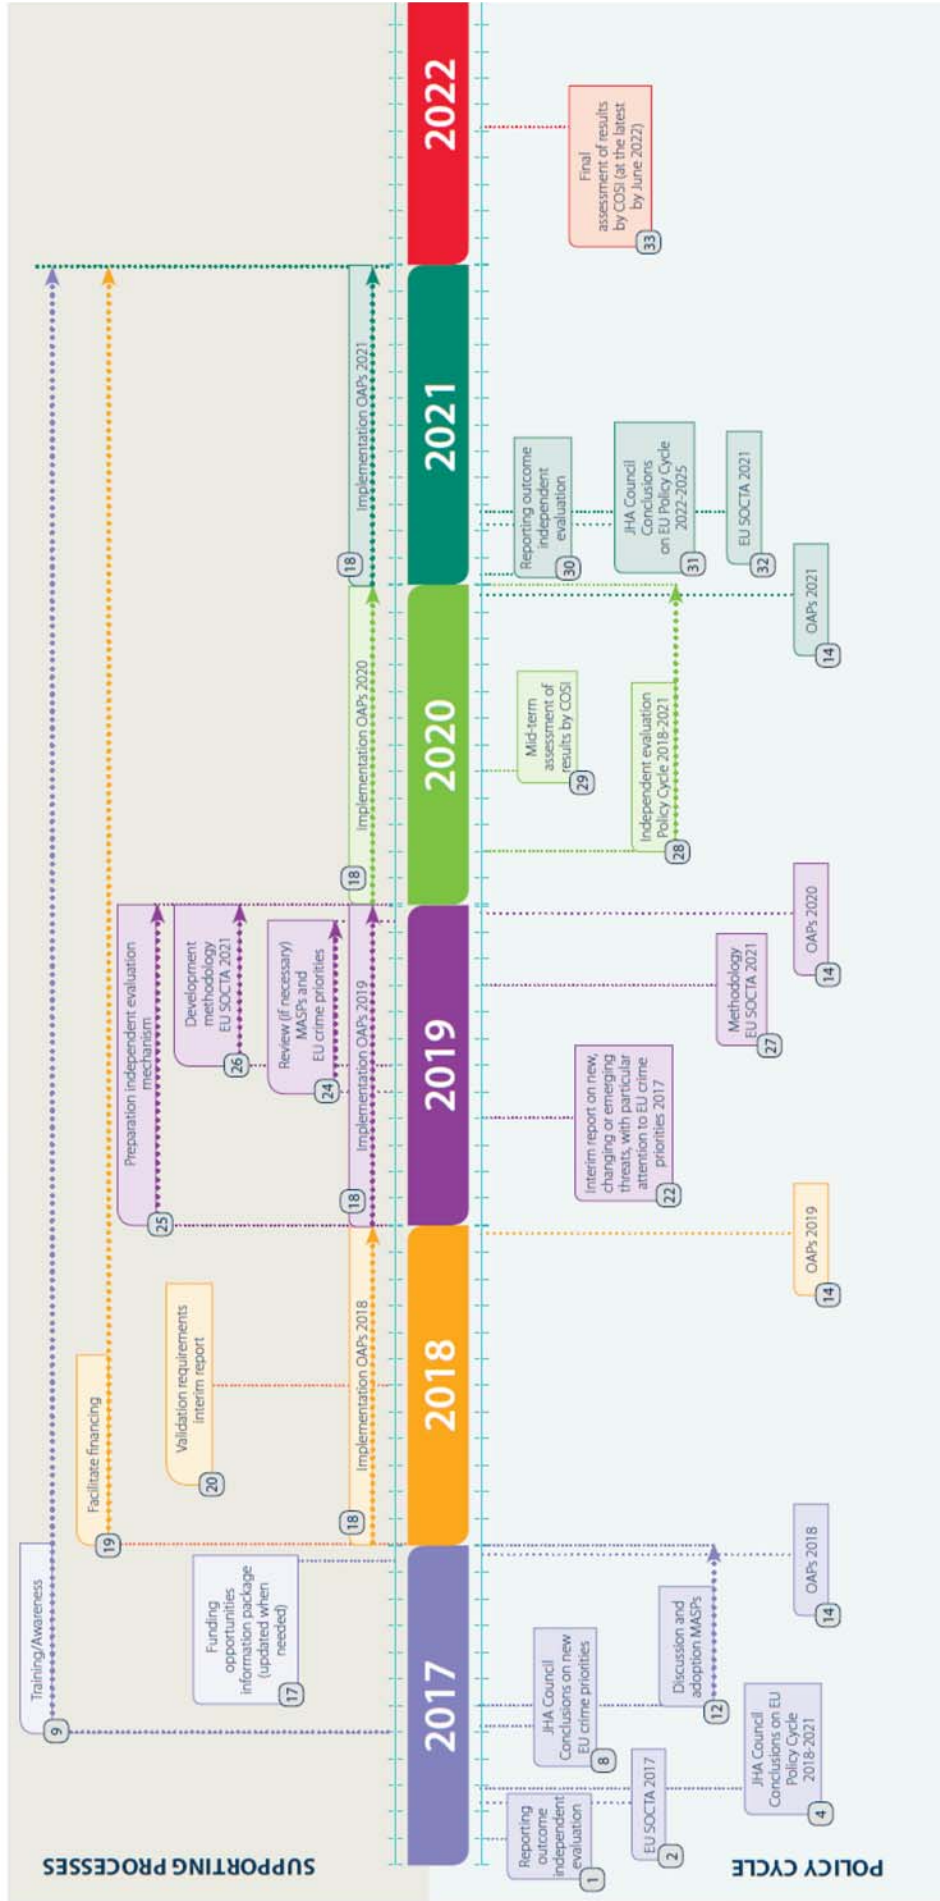 SUPPORTING PROCESSES
Training/Awareness
9
Facilitate financing
19
Preparation independent evaluation
mechanism
25
Validation requirements
interim report
20
Development
methodology
EU SOCTA 2021
26
Funding
opportunities
information package
(updated when
needed)
17
Review (if necessary)
MASPs and
EU crime priorities
24
18
Implementation OAPs 2018
18
Implementation OAPs 2019
18
Implementation OAPs 2020
18
Implementation OAPs 2021
2017
2018
2019
2020
2021
2022
Reporting
outcome
independent
evaluation
1
JHA Council
Conclusions on new
EU crime priorities
8
Interim report on new,
changing or emerging
threats, with particular
attention to EU crime
priorities 2017
22
Mid-term
assessment of
results by COSI
29
Reporting outcome
independent
evaluation
30
Final
assessment of results
by COSI (at the latest
by June 2022)
33
EU SOCTA 2017
2
Discussion and
adoption MASPs
12
Independent evaluation
Policy Cycle 2018-2021
28
JHA Council
Conclusions
on EU Policy Cycle
2022-2025
31
JHA Council
Conclusions on EU
Policy Cycle
2018-2021
4
Methodology
EU SOCTA 2021
27
EU SOCTA 2021
32
OAPs 2018
14
OAPs 2019
14
OAPs 2020
14
OAPs 2021
14
POLICY CYCLE